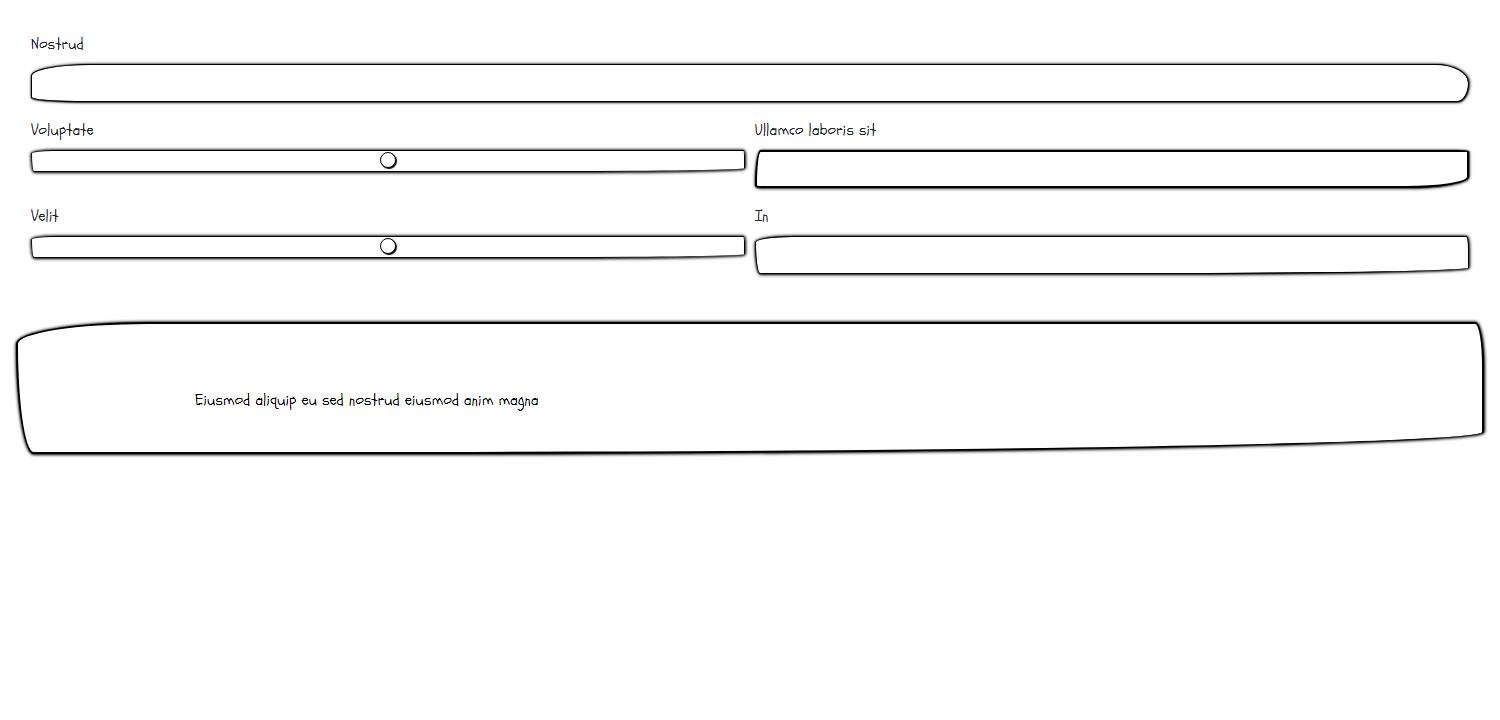 Nostrud
Voluptate
Ullamco laboris sit
Velit
In
Eiusmod aliquip eu sed nostrud eiusmod anim magna